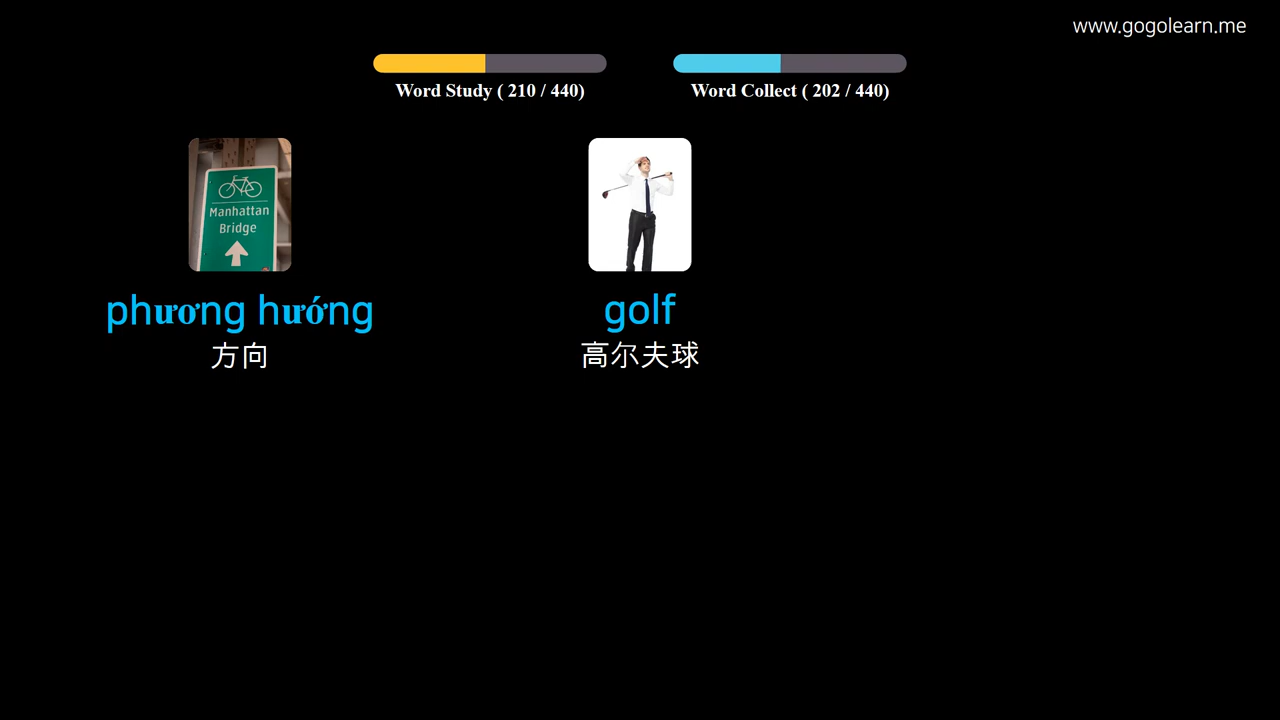 www.gogolearn.me
Word Study ( 210 / 440)
Word Collect ( 202 / 440)
Manhattan
Bridge
phương hướng
方向
golf
高尔夫球